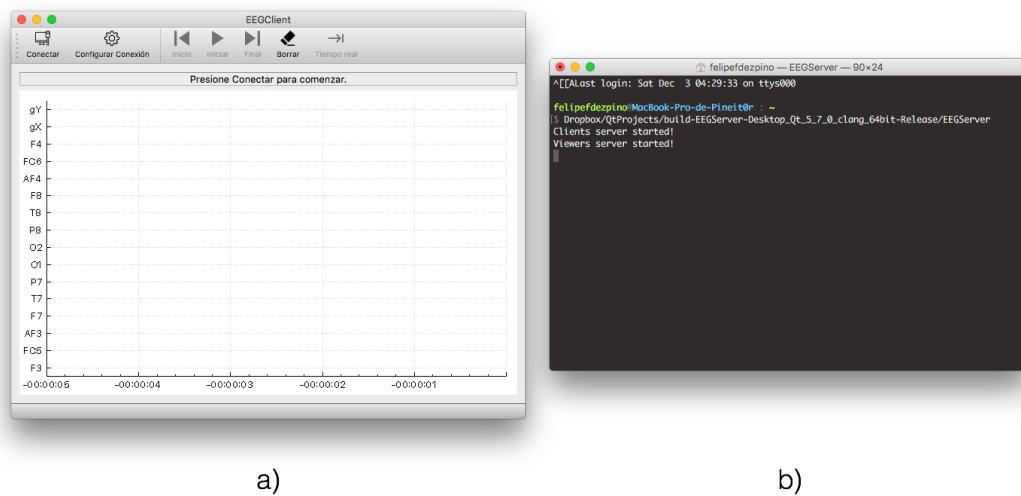 EEGClient
Conectar Configurar Conexión Inicio Iniciar Final Borrar Tiempo real
Presione Conectar para comenzar.
gY
gX
F4
FC6
AF4
F8
T8
P8
O2
O1
P7
T7
F7
AF3
FC5
F3
-00:00:05 -00:00:04 -00:00:03 -00:00:02 -00:00:01
a)
felipefdezpino — EEGServer — 90×24
^[[ALast login: Sat Dec  3 04:29:33 on ttys000
felipefdezpino@MacBook-Pro-de-Pineit0r : ~
[$ Dropbox/QtProjects/build-EEGServer-Desktop_Qt_5_7_0_clang_64bit-Release/EEGServer
Clients server started!
Viewers server started!
b)